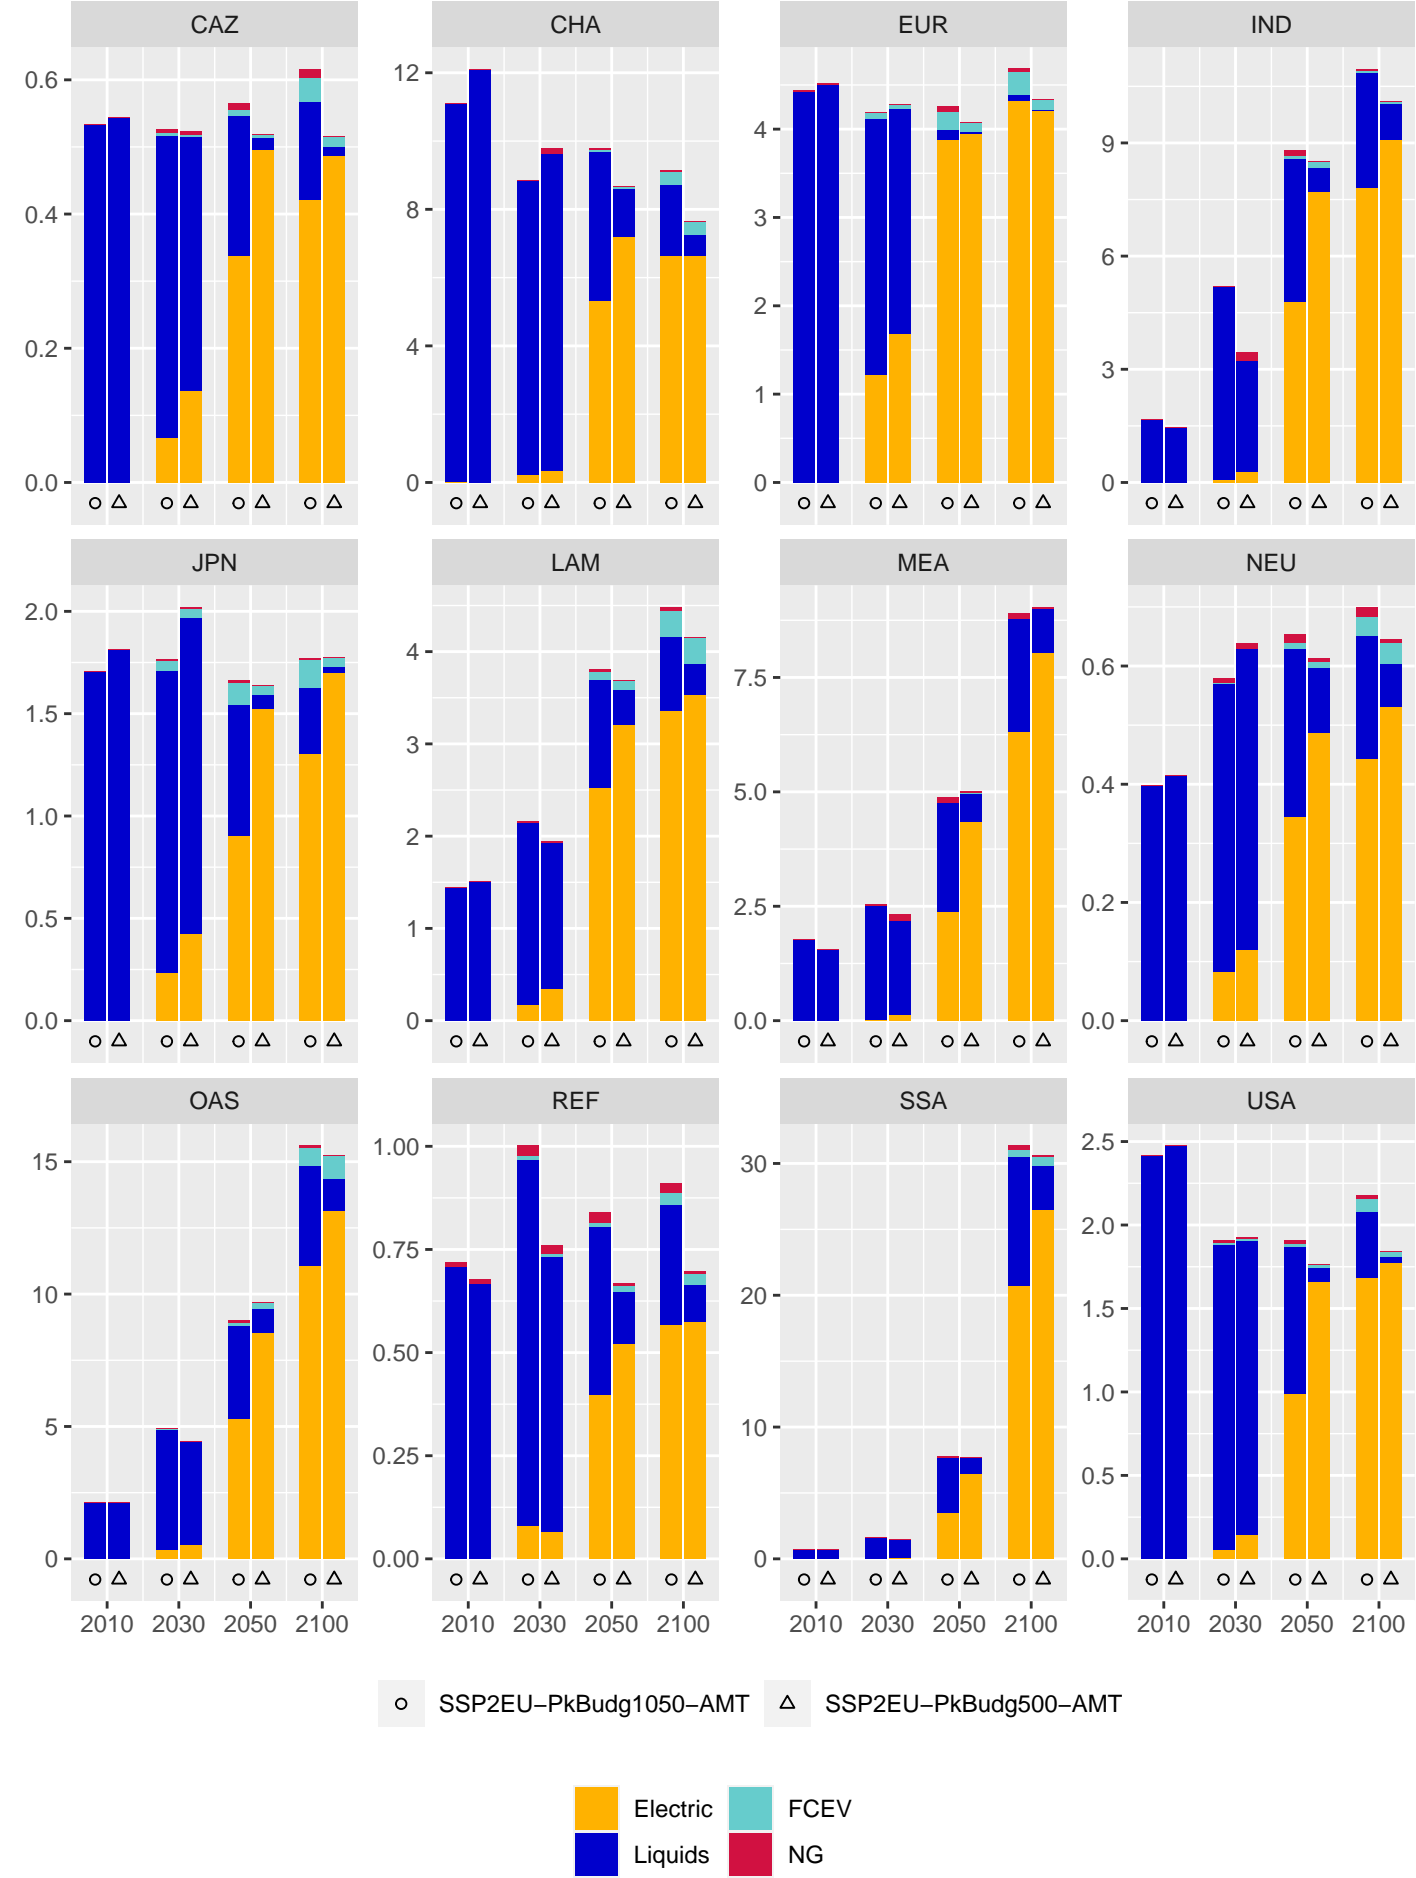 CAZ CHA EUR IND
0.6 12 4 9
0.4 8 3 6
0.2 4 2 3
0.0 0 1 0
0
JPN LAM MEA NEU
2.0 4 7.5 0.6
1.5 3 5.0 0.4
1.0 2 2.5 0.2
0.5 1 0.0 0.0
0.0 0
OAS REF SSA USA
15 1.00 30 2.5
10 0.75 20 2.0
5 0.50 10 1.5
0 0.25 0 1.0
0.00 0.5
0.0
2010 2030 2050 2100 2010 2030 2050 2100 2010 2030 2050 2100 2010 2030 2050 2100
SSP2EU−PkBudg1050−AMT SSP2EU−PkBudg500−AMT
Electric FCEV
Liquids NG